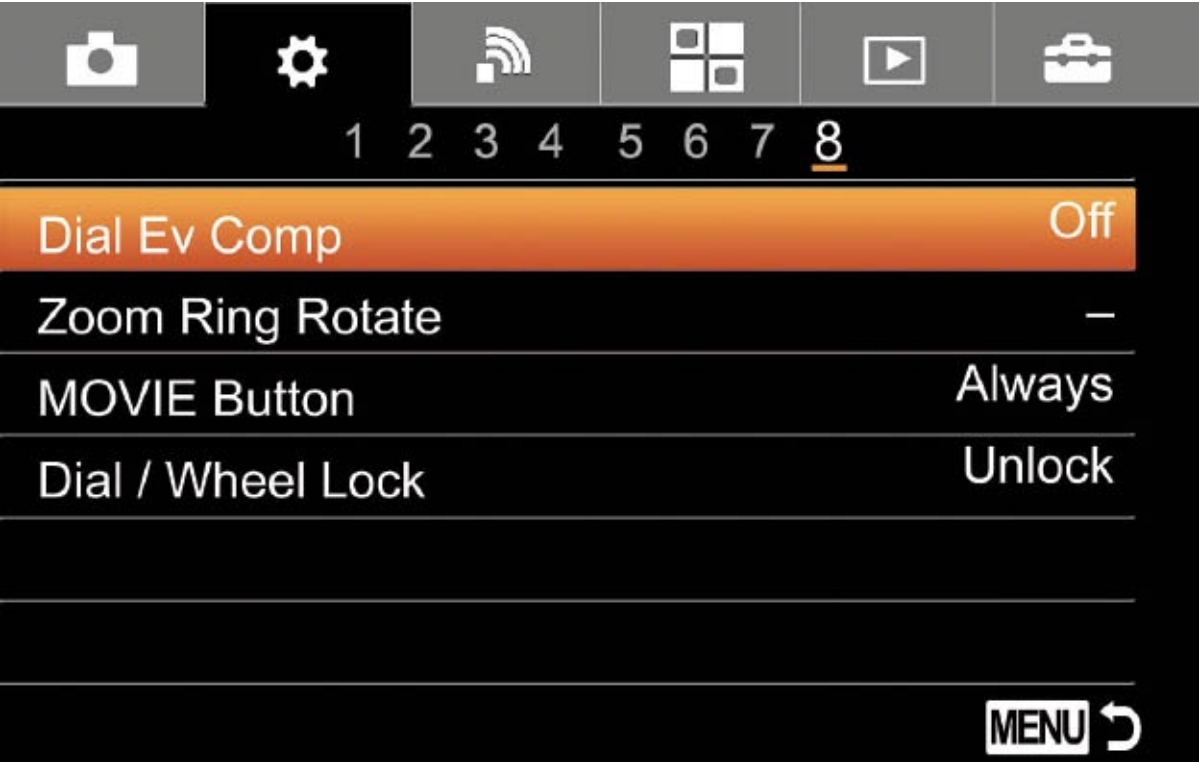 1 2 3 4 5 6 7 8
Dial Ev Comp Off
Zoom Ring Rotate –
MOVIE Button Always
Dial / Wheel Lock Unlock
MENU